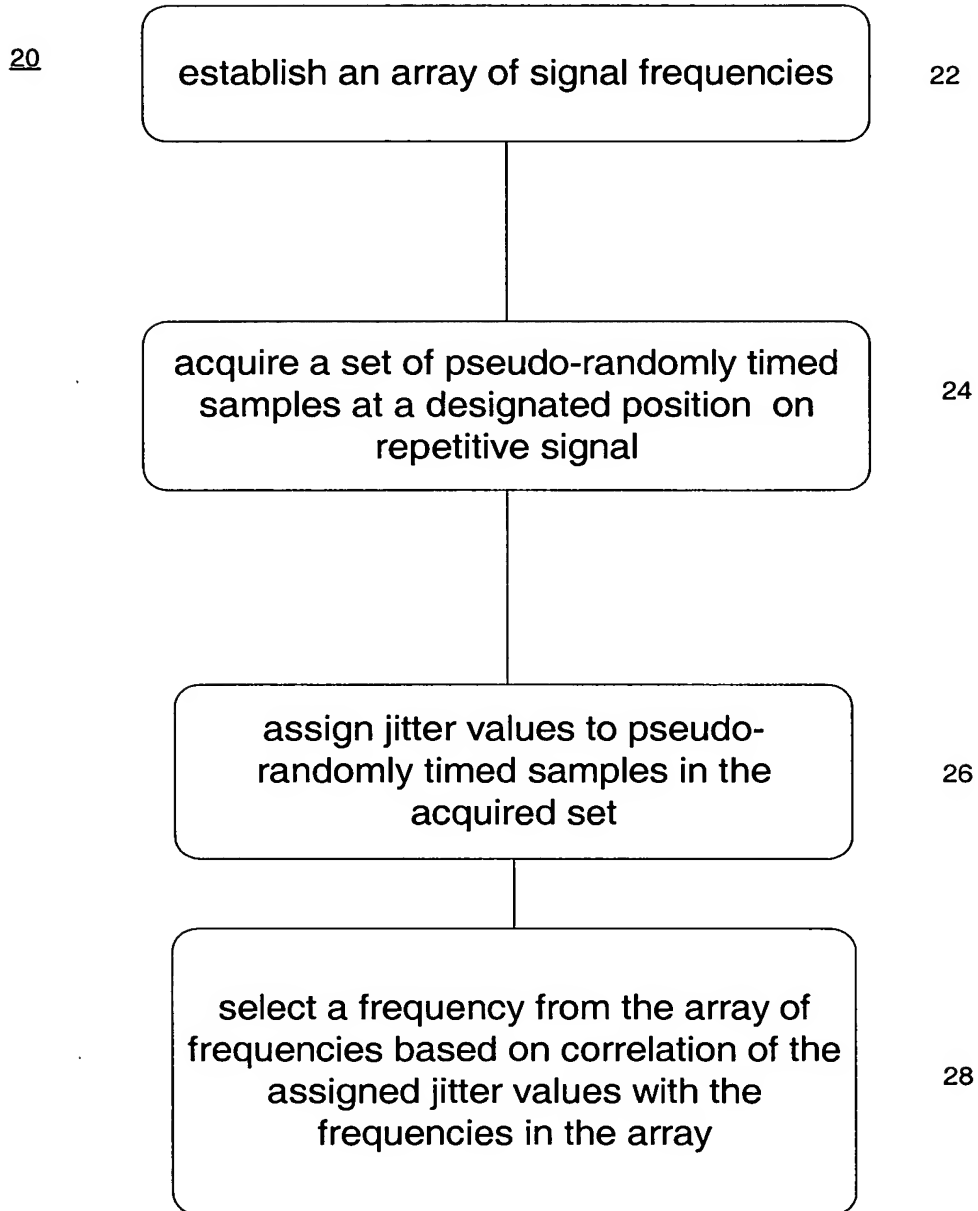 20
establish an array of signal frequencies
22
acquire a set of pseudo-randomly timed
samples at a designated position on
repetitive signal
24
assign jitter values to pseudo-
randomly timed samples in the
acquired set
26
select a frequency from the array of
frequencies based on correlation of the
assigned jitter values with the
frequencies in the array
28